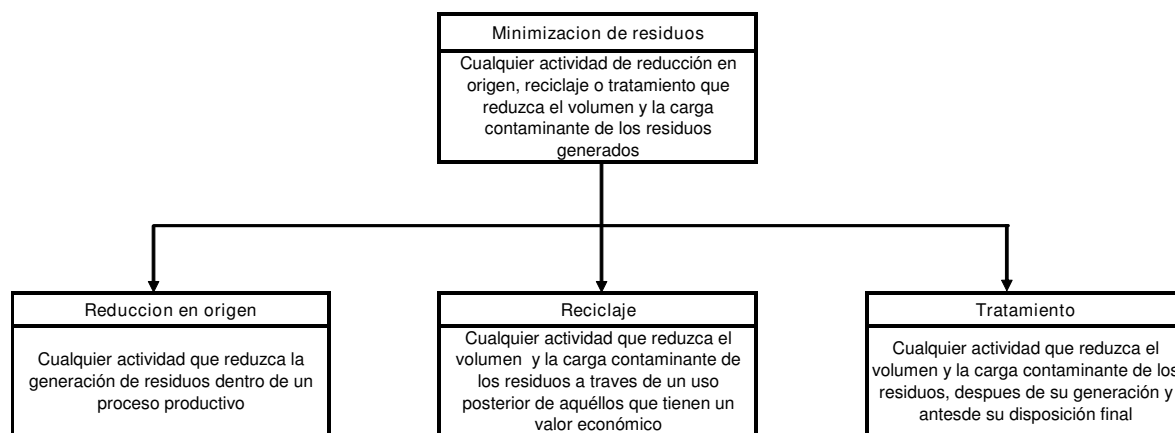 Minimizacion de residuos
Cualquier actividad de reducción en
origen, reciclaje o tratamiento que
reduzca el volumen y la carga
contaminante de los residuos
generados
Reduccion en origen
Cualquier actividad que reduzca la
generación de residuos dentro de un
proceso productivo
Reciclaje
Cualquier actividad que reduzca el
volumen y la carga contaminante de
los residuos a traves de un uso
posterior de aquéllos que tienen un
valor económico
Tratamiento
Cualquier actividad que reduzca el
volumen y la carga contaminante de los
residuos, despues de su generación y
antesde su disposición final